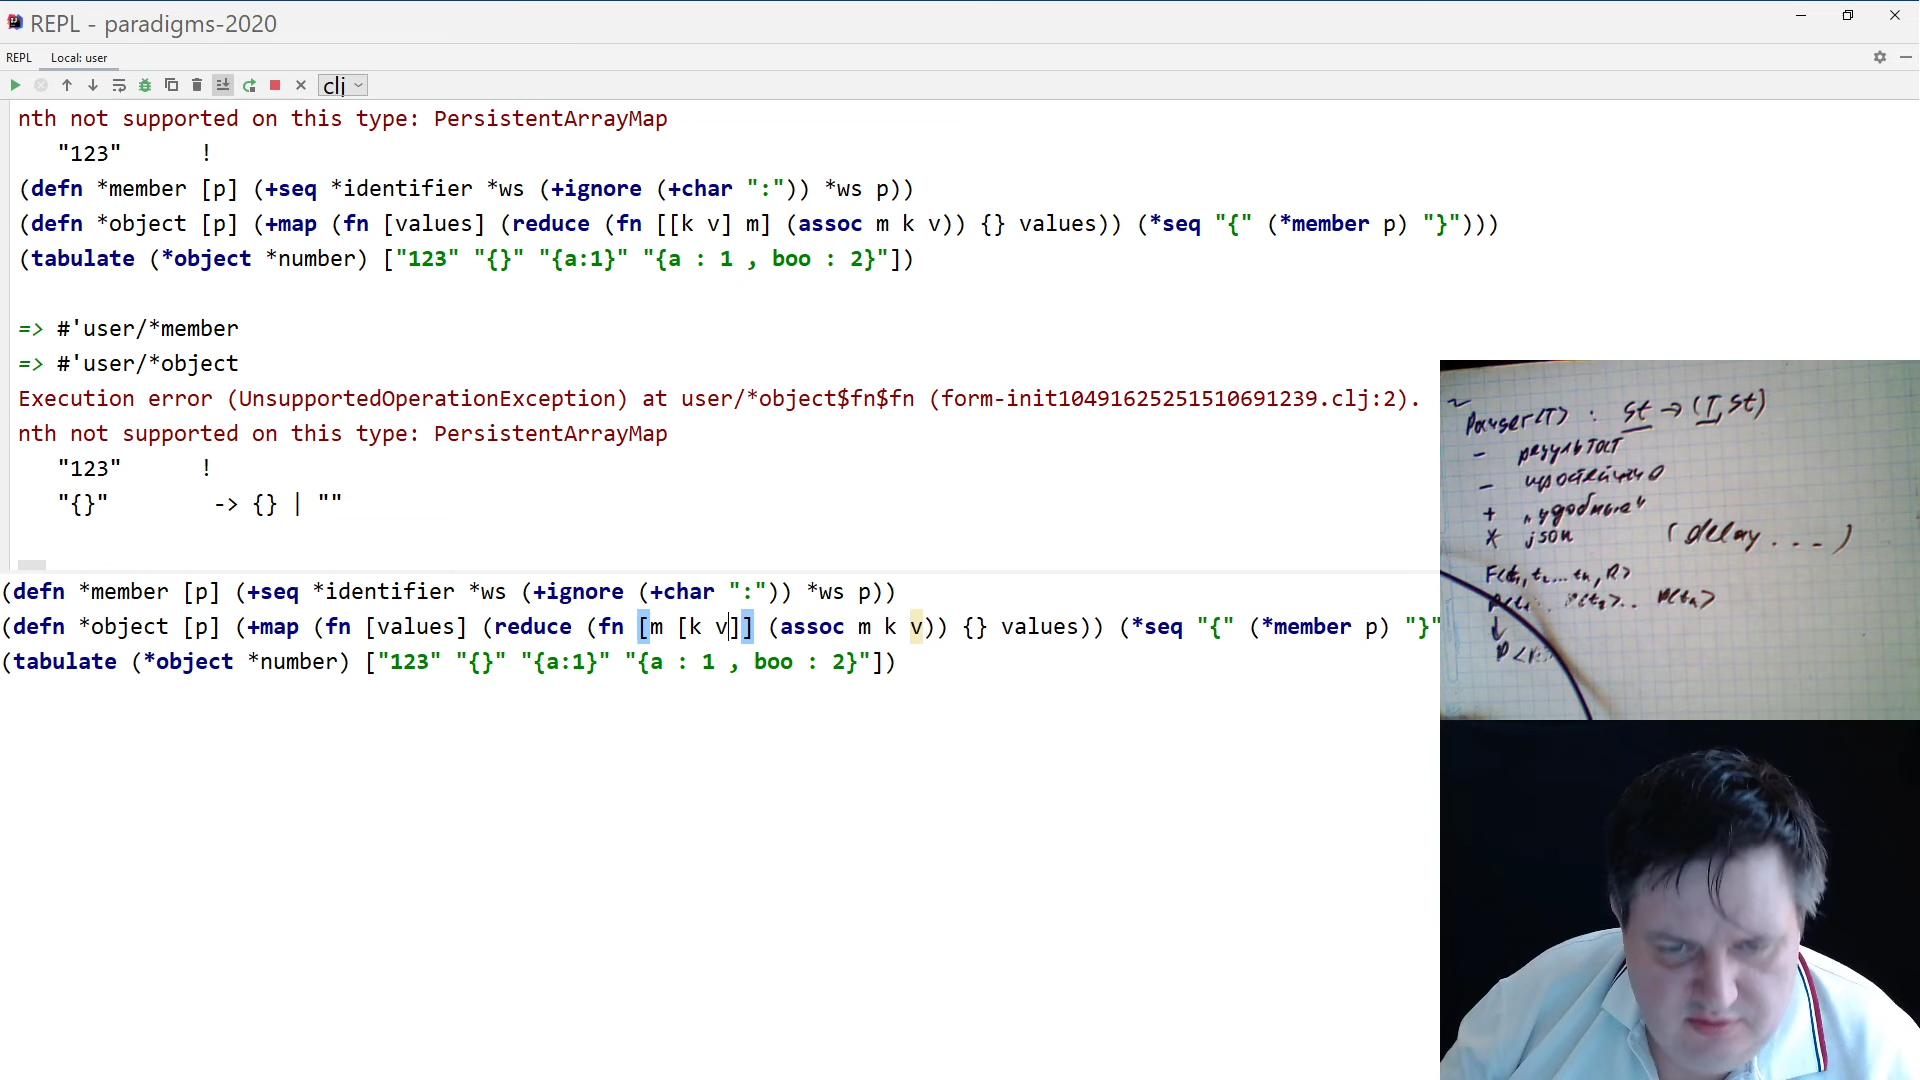 REPL - paradigms-2020
REPL Local: user
clj
nth not supported on this type: PersistentArrayMap
"123" !
(defn *member [p] (+seq *identifier *ws (+ignore (+char ":")) *ws p))
(defn *object [p] (+map (fn [values] (reduce (fn [[k v] m] (assoc m k v)) {} values)) (*seq "{" (*member p) "}")))
(tabulate (*object *number) ["123" "{}" "{a:1}" "{a : 1 , boo : 2}"])
=> #'user/*member
=> #'user/*object
Execution error (UnsupportedOperationException) at user/*object$fn$fn (form-init10491625251510691239.clj:2).
nth not supported on this type: PersistentArrayMap
"123" !
"{}" -> {} | ""
(defn *member [p] (+seq *identifier *ws (+ignore (+char ":")) *ws p))
(defn *object [p] (+map (fn [values] (reduce (fn [m [k v]] (assoc m k v)) {} values)) (*seq "{" (*member p) "}"
(tabulate (*object *number) ["123" "{}" "{a:1}" "{a : 1 , boo : 2}"])
Parser(T) : St → (T, St)
- результат
+ "удобные"
* json
(delay ...)
F(t₁, t₂...tₙ, R)